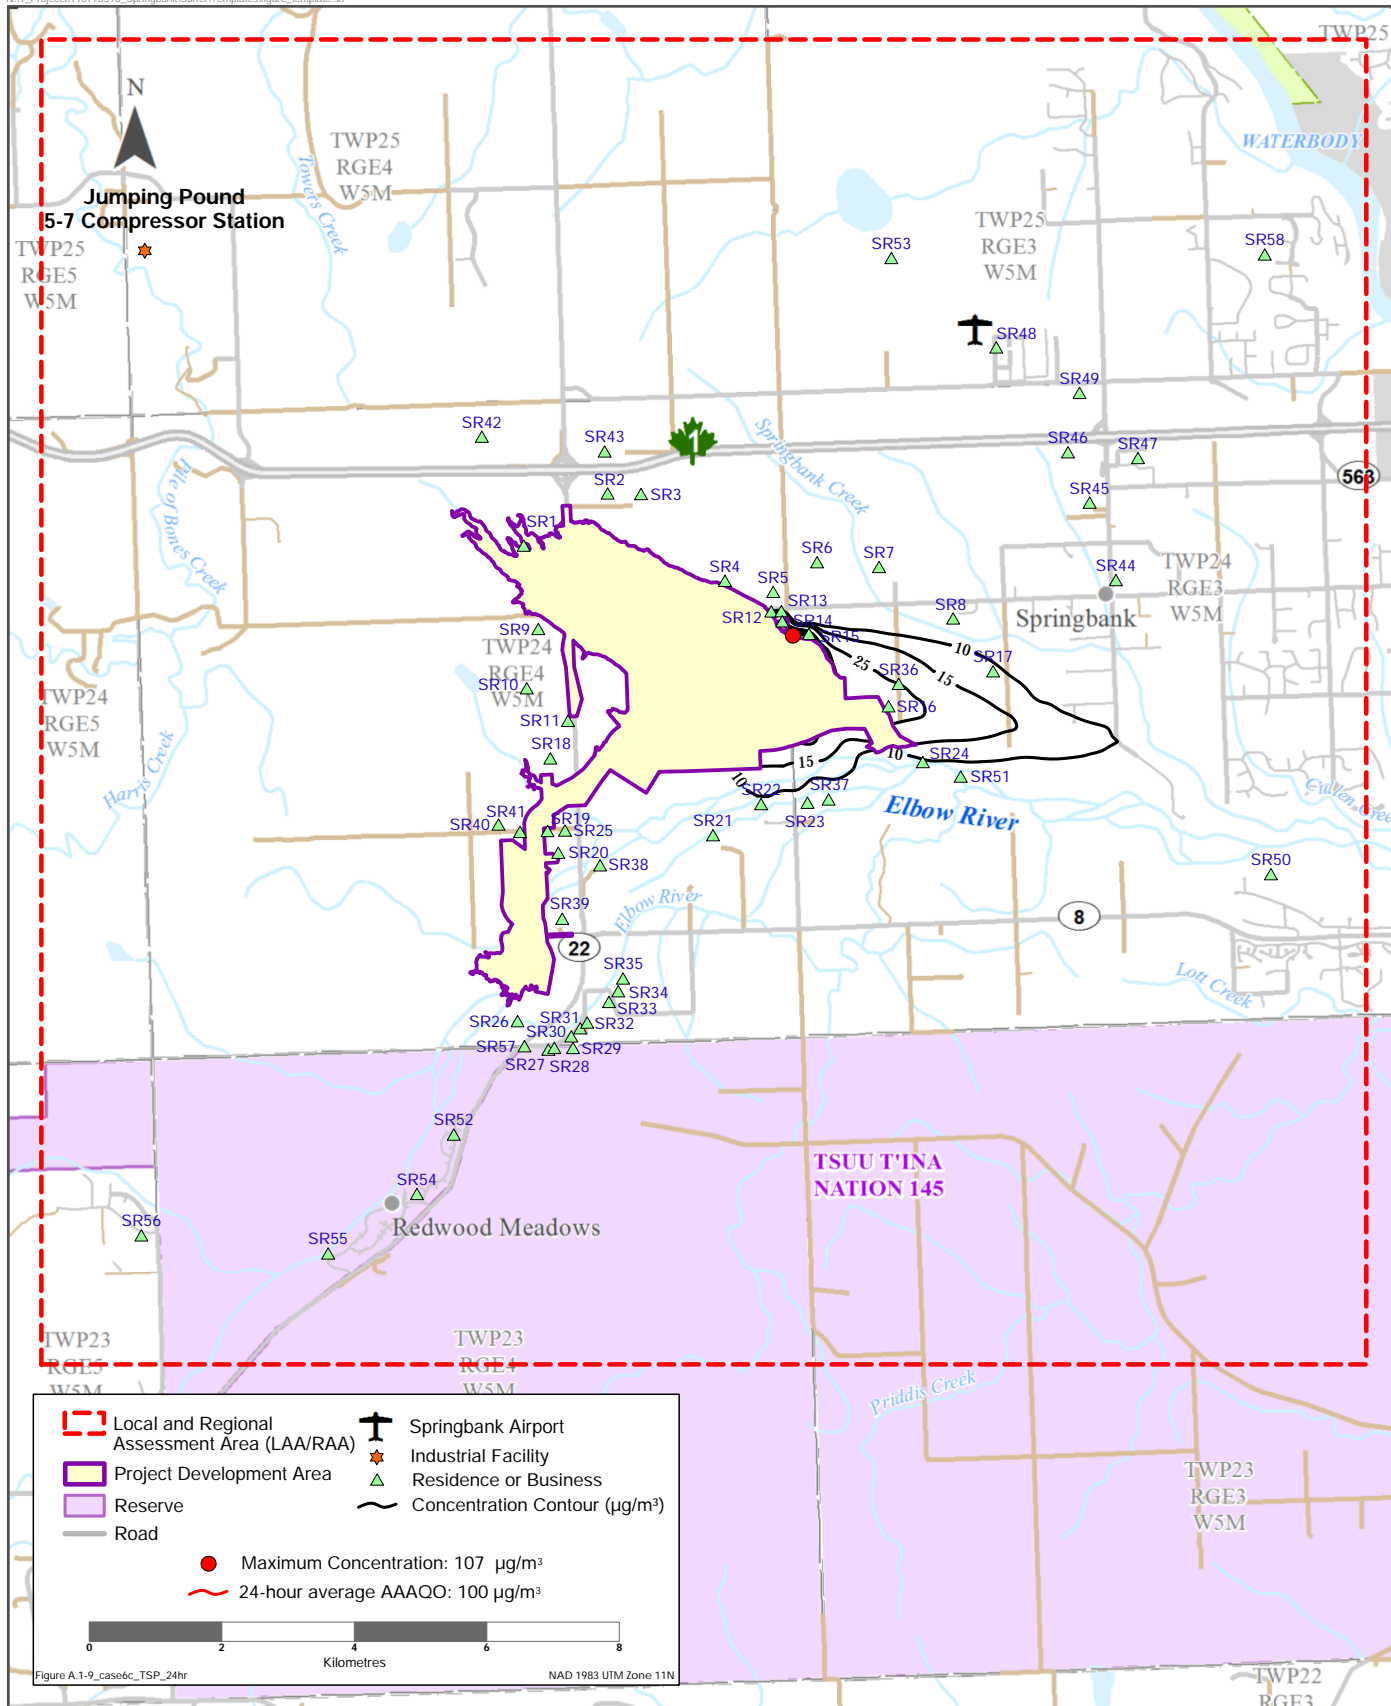 TWP25
N
TWP25
RGE4
W5M
WATERBODY
Towers Creek
Jumping Pound
5-7 Compressor Station
TWP25
RGE3
W5M
TWP25
RGE5
W5M
SR53
SR58
SR48
SR49
SR42
SR43
1
Springbank Creek
SR46
SR47
563
Pile of Bones Creek
SR2
SR3
SR45
SR1
SR6
SR7
TWP24
RGE3
W5M
SR4
SR5
SR44
SR12
SR13
SR14
SR15
SR8
Springbank
SR9
TWP24
RGE4
W5M
10
25
15
SR17
SR36
SR10
SR16
TWP24
RGE5
W5M
SR11
Harris Creek
SR18
15
10
SR24
10
SR51
SR22
SR37
SR23
Elbow River
Cullen Creek
SR41
SR40
SR19
SR25
SR21
SR20
SR38
SR50
Elbow River
SR39
8
22
SR35
SR34
SR33
Lott Creek
SR26
SR31
SR32
SR30
SR57
SR29
SR27
SR28
SR52
TSUU T'INA
NATION 145
SR54
SR56
Redwood Meadows
SR55
TWP23
RGE5
W5M
TWP23
RGE4
W5M
Priddis Creek
TWP23
RGE3
W5M
Local and Regional
Assessment Area (LAA/RAA)
Project Development Area
Reserve
Road
Springbank Airport
Industrial Facility
Residence or Business
Concentration Contour (µg/m³)
Maximum Concentration: 107 µg/m³
24-hour average AAAQO: 100 µg/m³
0 2 4 6 8
Kilometres
Figure A.1-9_case6c_TSP_24hr
NAD 1983 UTM Zone 11N
TWP22
RGE3